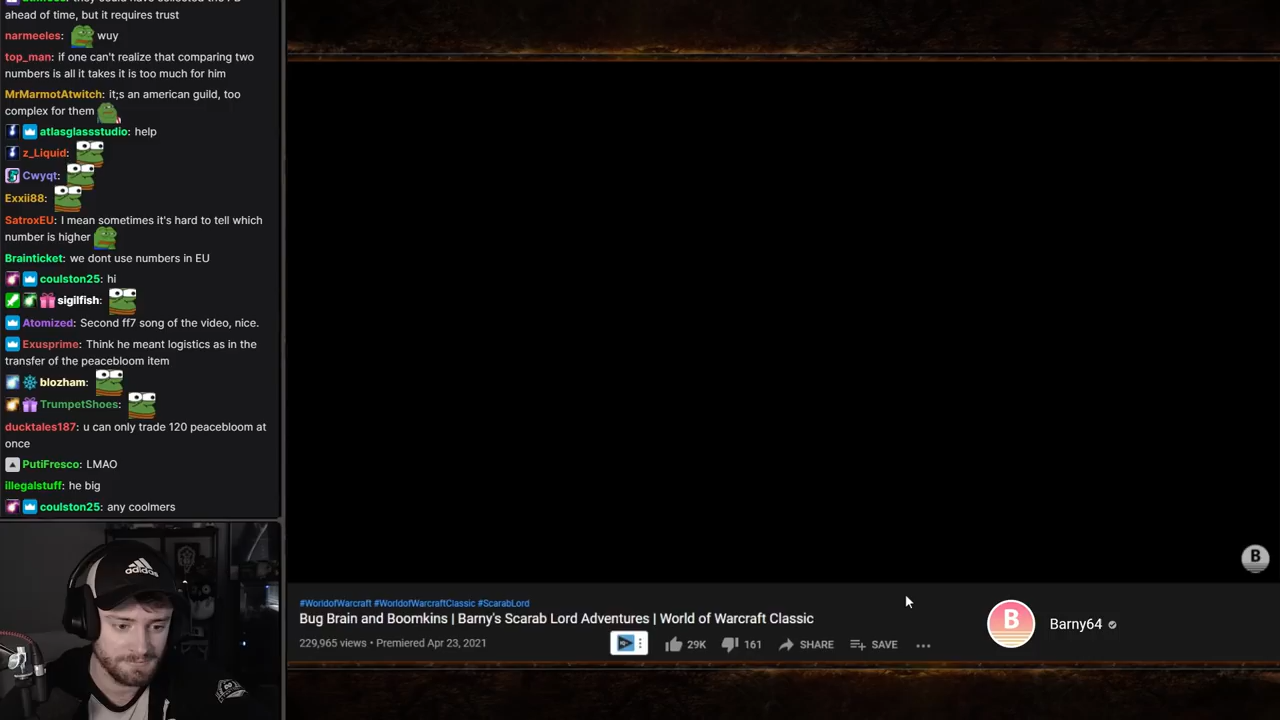 ahead of time, but it requires trust
narmeeles: wuy
top_man: if one can't realize that comparing two
numbers is all it takes it is too much for him
MrMarmotAtwitch: it;s an american guild, too
complex for them
atlasglassstudio: help
z_Liquid:
Cwyqt:
Exxii88:
SatroxEU: I mean sometimes it's hard to tell which
number is higher
Brainticket: we dont use numbers in EU
coulston25: hi
sigilfish:
Atomized: Second ff7 song of the video, nice.
Exusprime: Think he meant logistics as in the
transfer of the peacebloom item
blozham:
TrumpetShoes:
ducktales187: u can only trade 120 peacebloom at
once
PutiFresco: LMAO
illegalstuff: he big
coulston25: any coolmers
adidas
B
#WorldofWarcraft #WorldofWarcraftClassic #ScarabLord
Bug Brain and Boomkins | Barny's Scarab Lord Adventures | World of Warcraft Classic
229,965 views • Premiered Apr 23, 2021
29K
161
SHARE
SAVE
B
Barny64